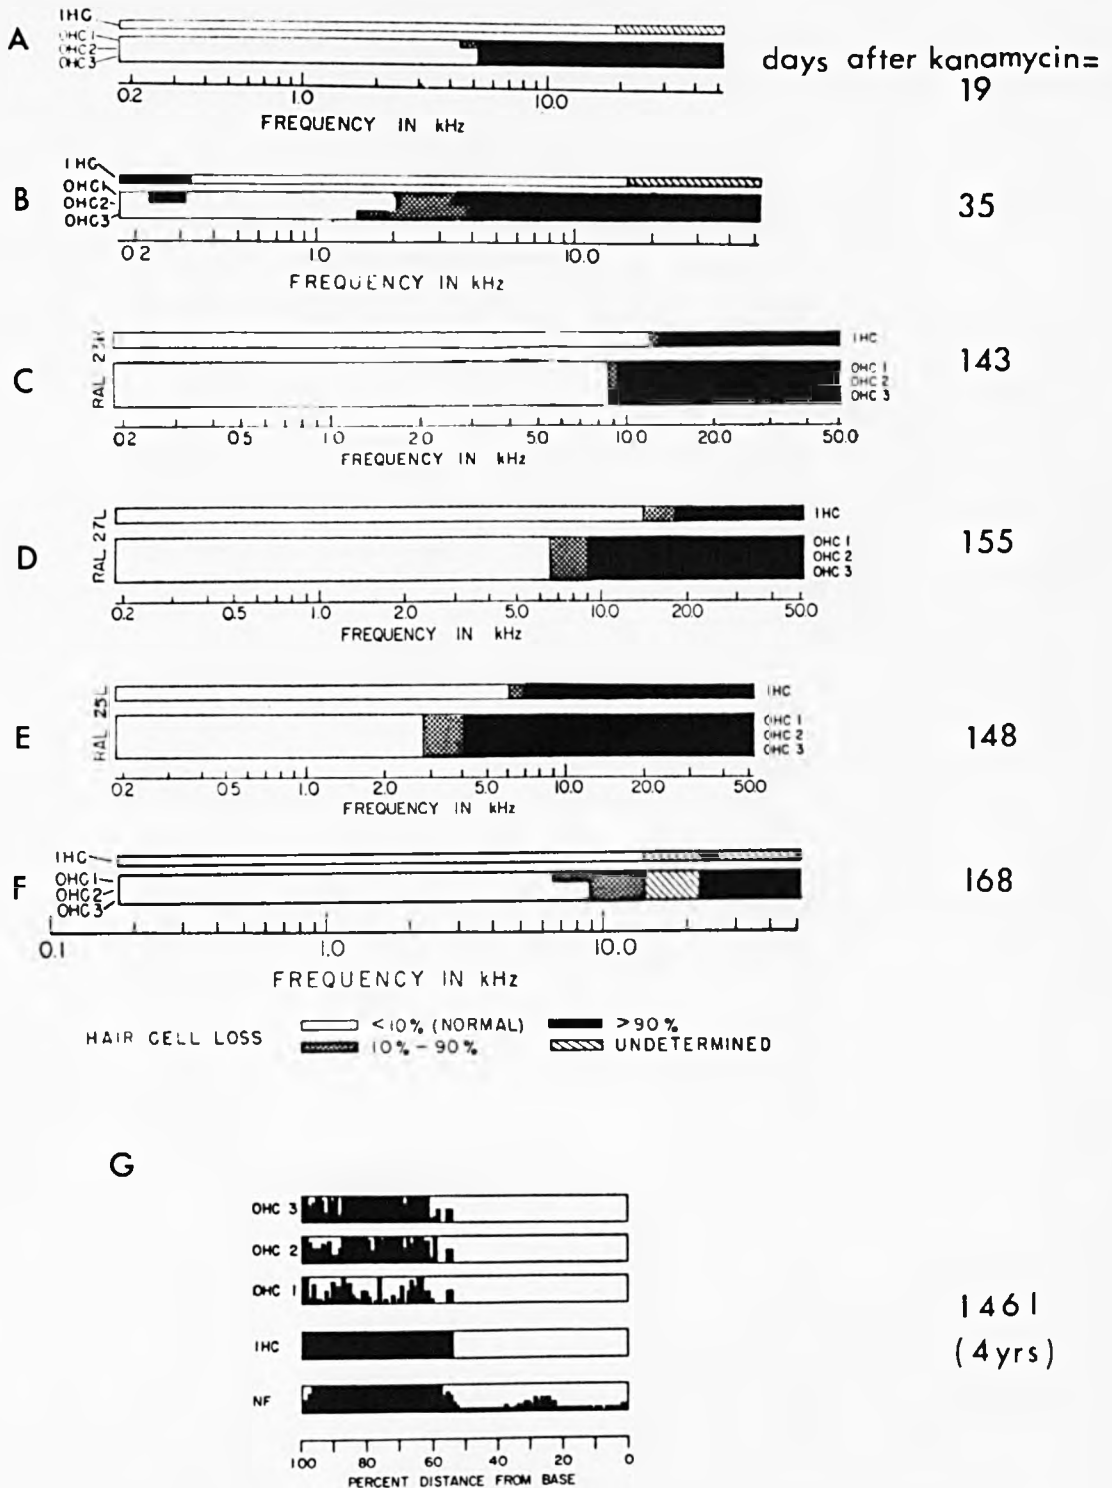 A
IHC
OHC 1
OHC 2
OHC 3
0.2 1.0 10.0
FREQUENCY IN kHz
days after kanamycin=
19
B
IHC
OHC1
OHC2
OHC3
0.2 1.0 10.0
FREQUENCY IN kHz
35
C
RAL
IHC
OHC 1
OHC 2
OHC 3
0.2 0.5 1.0 2.0 5.0 10.0 20.0 50.0
FREQUENCY IN kHz
143
D
RAL 27L
IHC
OHC 1
OHC 2
OHC 3
0.2 0.5 1.0 2.0 5.0 10.0 20.0 50.0
FREQUENCY IN kHz
155
E
RAL 25L
IHC
OHC 1
OHC 2
OHC 3
0.2 0.5 1.0 2.0 5.0 10.0 20.0 50.0
FREQUENCY IN kHz
148
F
IHC
OHC 1
OHC 2
OHC 3
0.1 1.0 10.0
FREQUENCY IN kHz
168
HAIR CELL LOSS
<10% (NORMAL)
>90%
10% - 90%
UNDETERMINED
G
OHC 3
OHC 2
OHC 1
IHC
NF
100 80 60 40 20 0
PERCENT DISTANCE FROM BASE
1461
(4yrs)